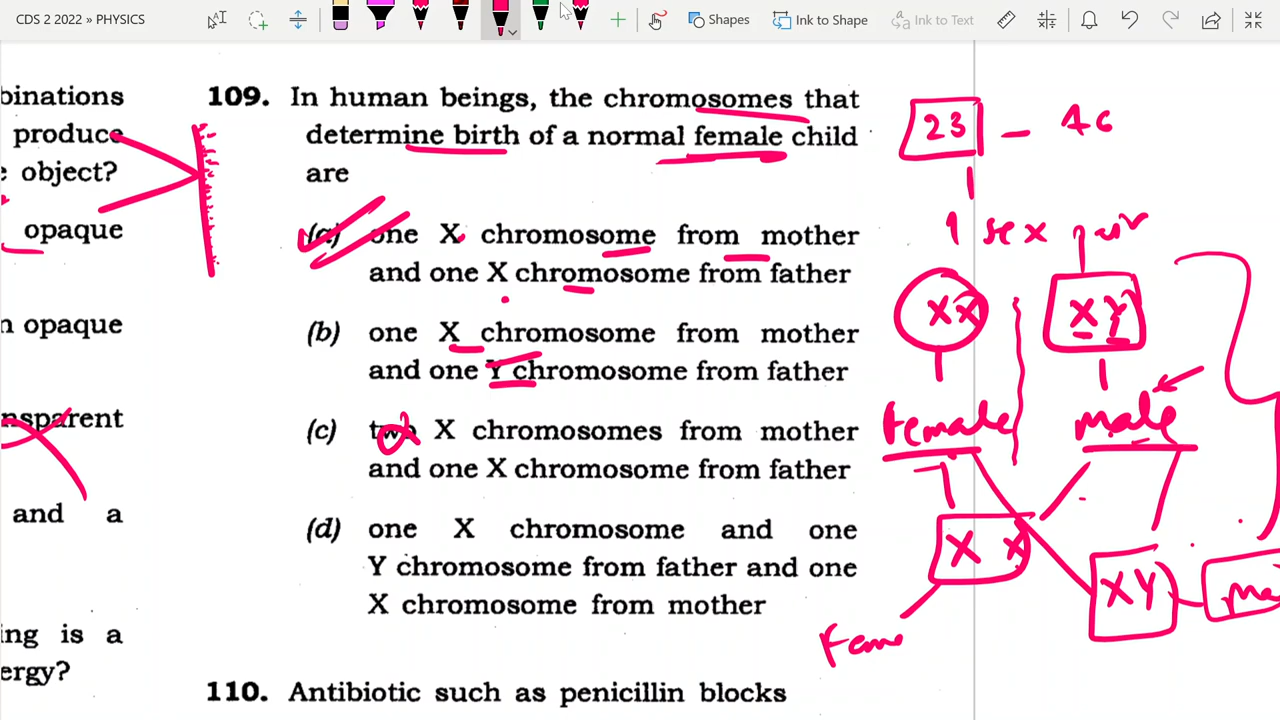 CDS 2 2022 » PHYSICS
Shapes
Ink to Shape
Ink to Text
binations
produce
object?
opaque
n opaque
nsparent
and a
ing is a
ergy?
109. In human beings, the chromosomes that
determine birth of a normal female child
are
(a) one X chromosome from mother
and one X chromosome from father
(b) one X chromosome from mother
and one Y chromosome from father
(c) two X chromosomes from mother
and one X chromosome from father
(d) one X chromosome and one
Y chromosome from father and one
X chromosome from mother
110. Antibiotic such as penicillin blocks
23 – 46
1 sex pair
XX
XY
Female
male
X X
XY
Fem
ma